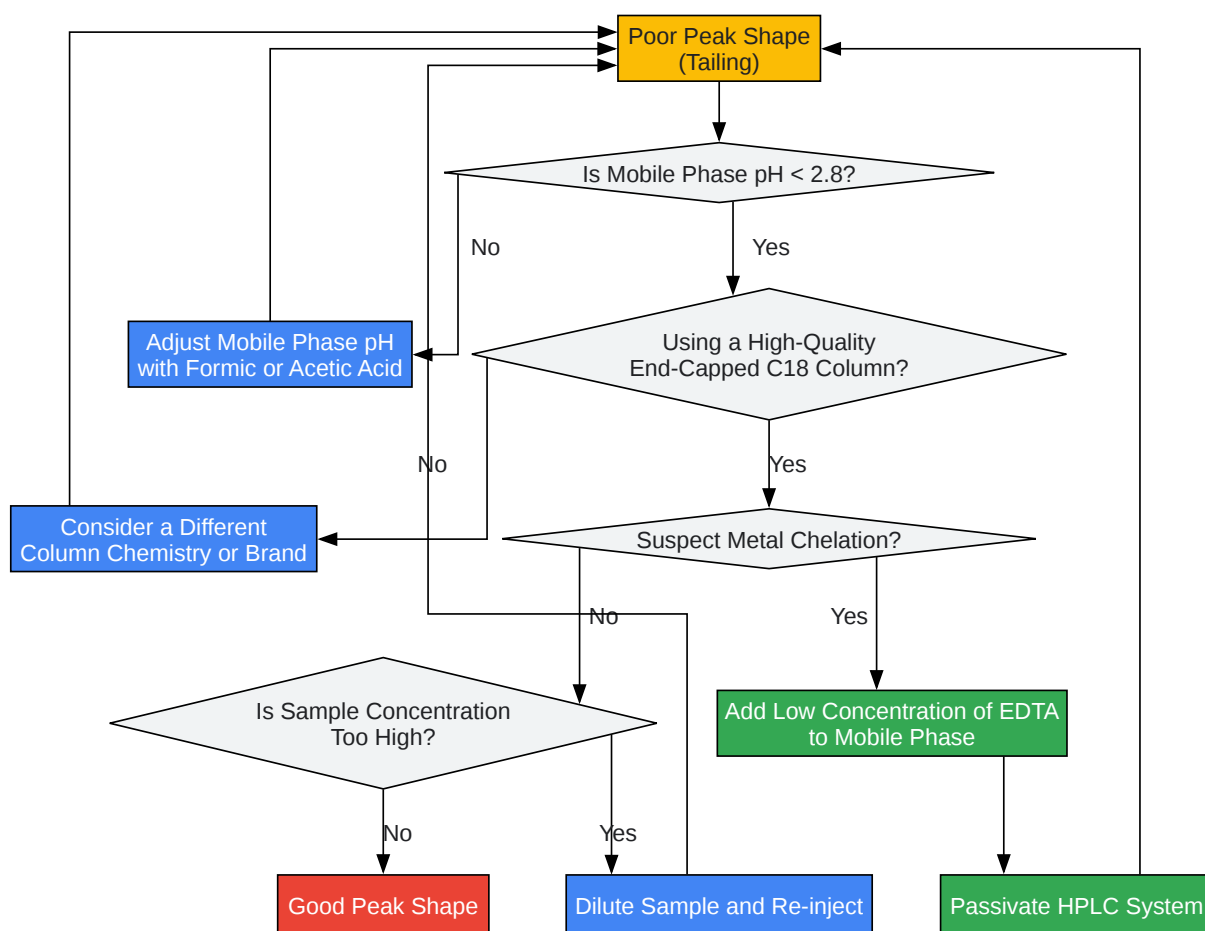 Poor Peak Shape
(Tailing)
Is Mobile Phase pH < 2.8?
No
Yes
Adjust Mobile Phase pH
with Formic or Acetic Acid
Using a High-Quality
End-Capped C18 Column?
No
Yes
Consider a Different
Column Chemistry or Brand
Suspect Metal Chelation?
No
Yes
Is Sample Concentration
Too High?
Add Low Concentration of EDTA
to Mobile Phase
No
Yes
Good Peak Shape
Dilute Sample and Re-inject
Passivate HPLC System